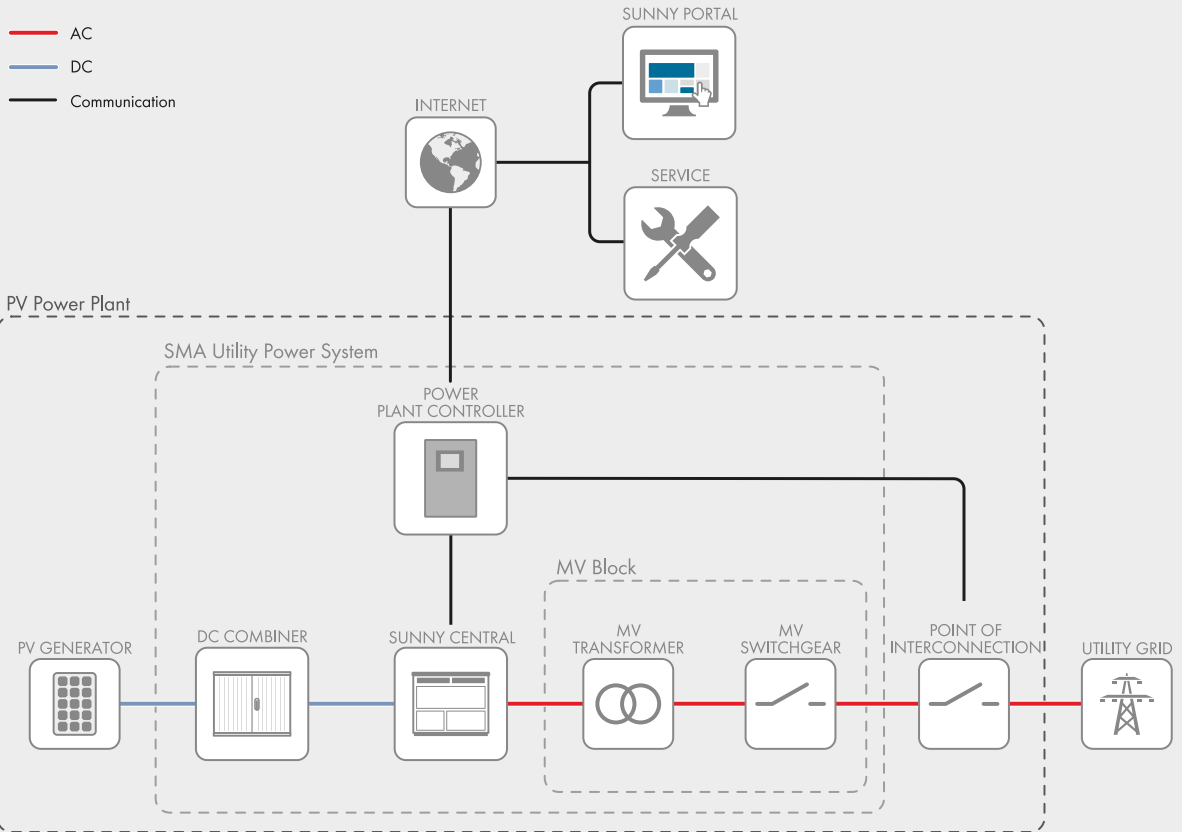 AC
DC
Communication
SUNNY PORTAL
INTERNET
SERVICE
PV Power Plant
SMA Utility Power System
POWER
PLANT CONTROLLER
MV Block
PV GENERATOR
DC COMBINER
SUNNY CENTRAL
MV
TRANSFORMER
MV
SWITCHGEAR
POINT OF
INTERCONNECTION
UTILITY GRID